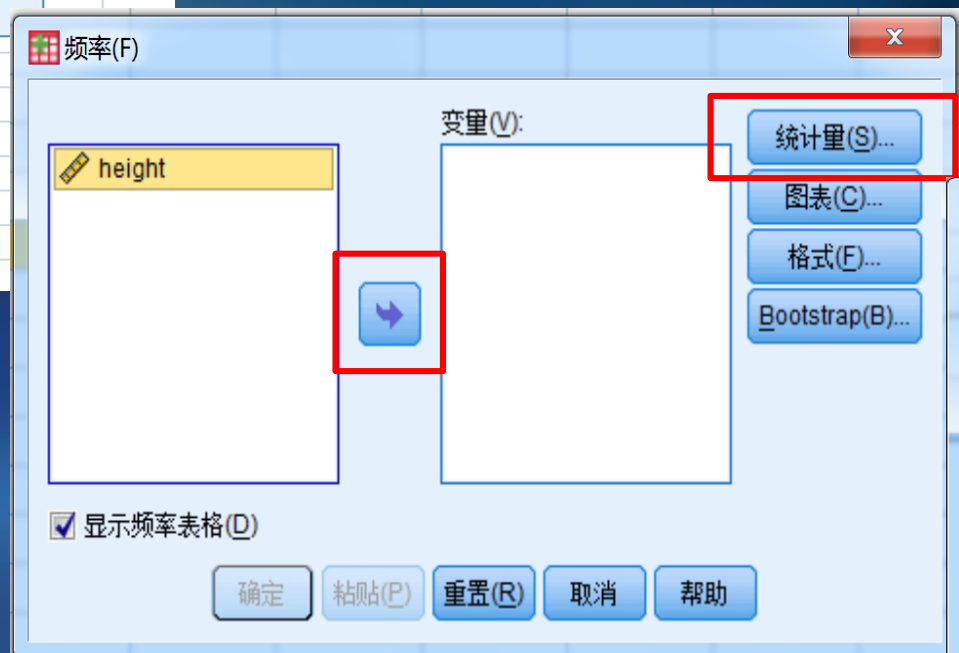 频率(F)
变量(V):
height
统计量(S)...
图表(C)...
格式(F)...
Bootstrap(B)...
显示频率表格(D)
确定 粘贴(P) 重置(R) 取消 帮助